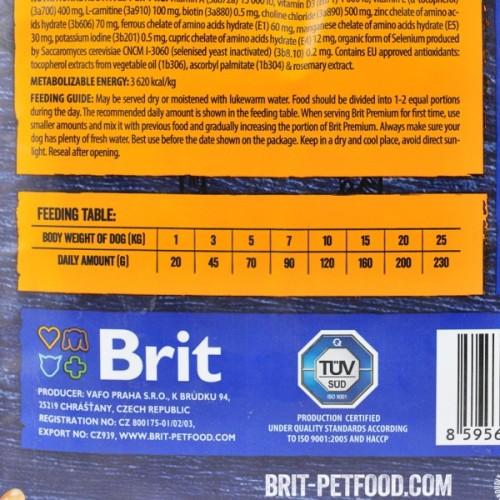 (3a700) 400 mg, L-carnitine (3a910) 100 mg, biotin (3a880) 0.5 mg, choline chloride (3a890) 500 mg, zinc chelate of amino ac-
ids hydrate (3b606) 70 mg, ferrous chelate of amino acids hydrate (E1) 60 mg, manganese chelate of amino acids hydrate (E5)
30 mg, potassium iodine (3b201) 0.5 mg, cupric chelate of amino acids hydrate (E4) 12 mg, organic form of Selenium produced
by Saccaromyces cerevisiae CNCM I-3060 (selenised yeast inactivated) (3b8.10) 0.2 mg. Contains EU approved antioxidants:
tocopherol extracts from vegetable oil (1b306), ascorbyl palmitate (1b304) & rosemary extract.
METABOLIZABLE ENERGY: 3 620 kcal/kg
FEEDING GUIDE: May be served dry or moistened with lukewarm water. Food should be divided into 1-2 equal portions
during the day. The recommended daily amount is shown in the feeding table. When serving Brit Premium for first time, use
smaller amounts and mix it with previous food and gradually increasing the portion of Brit Premium. Always make sure your
dog has plenty of fresh water. Best use before the date shown on the package. Keep in a dry and cool place, avoid direct sun-
light. Reseal after opening.
FEEDING TABLE:
BODY WEIGHT OF DOG (KG) 1 3 5 7 10 15 20 25
DAILY AMOUNT (G) 20 45 70 90 120 160 200 230
Brit
PRODUCER: VAFO PRAHA S.R.O., K BRŮDKU 94,
25219 CHRÁŠŤANY, CZECH REPUBLIC
REGISTRATION NO.: CZ 800175-01/02/03,
EXPORT NO.: CZ939, WWW.BRIT-PETFOOD.COM
TÜV
SÜD
ISO 9001
PRODUCTION CERTIFIED
UNDER QUALITY STANDARDS ACCORDING
TO ISO 9001:2005 AND HACCP
8 5956
BRIT-PETFOOD.COM